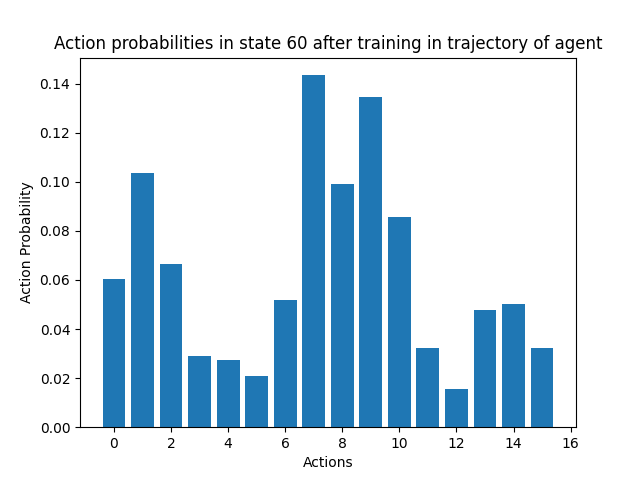 Action probabilities in state 60 after training in trajectory of agent
0.14
0.12
0.10
0.08
0.06
0.04
0.02
0.00
Action Probability
0 2 4 6 8 10 12 14 16
Actions